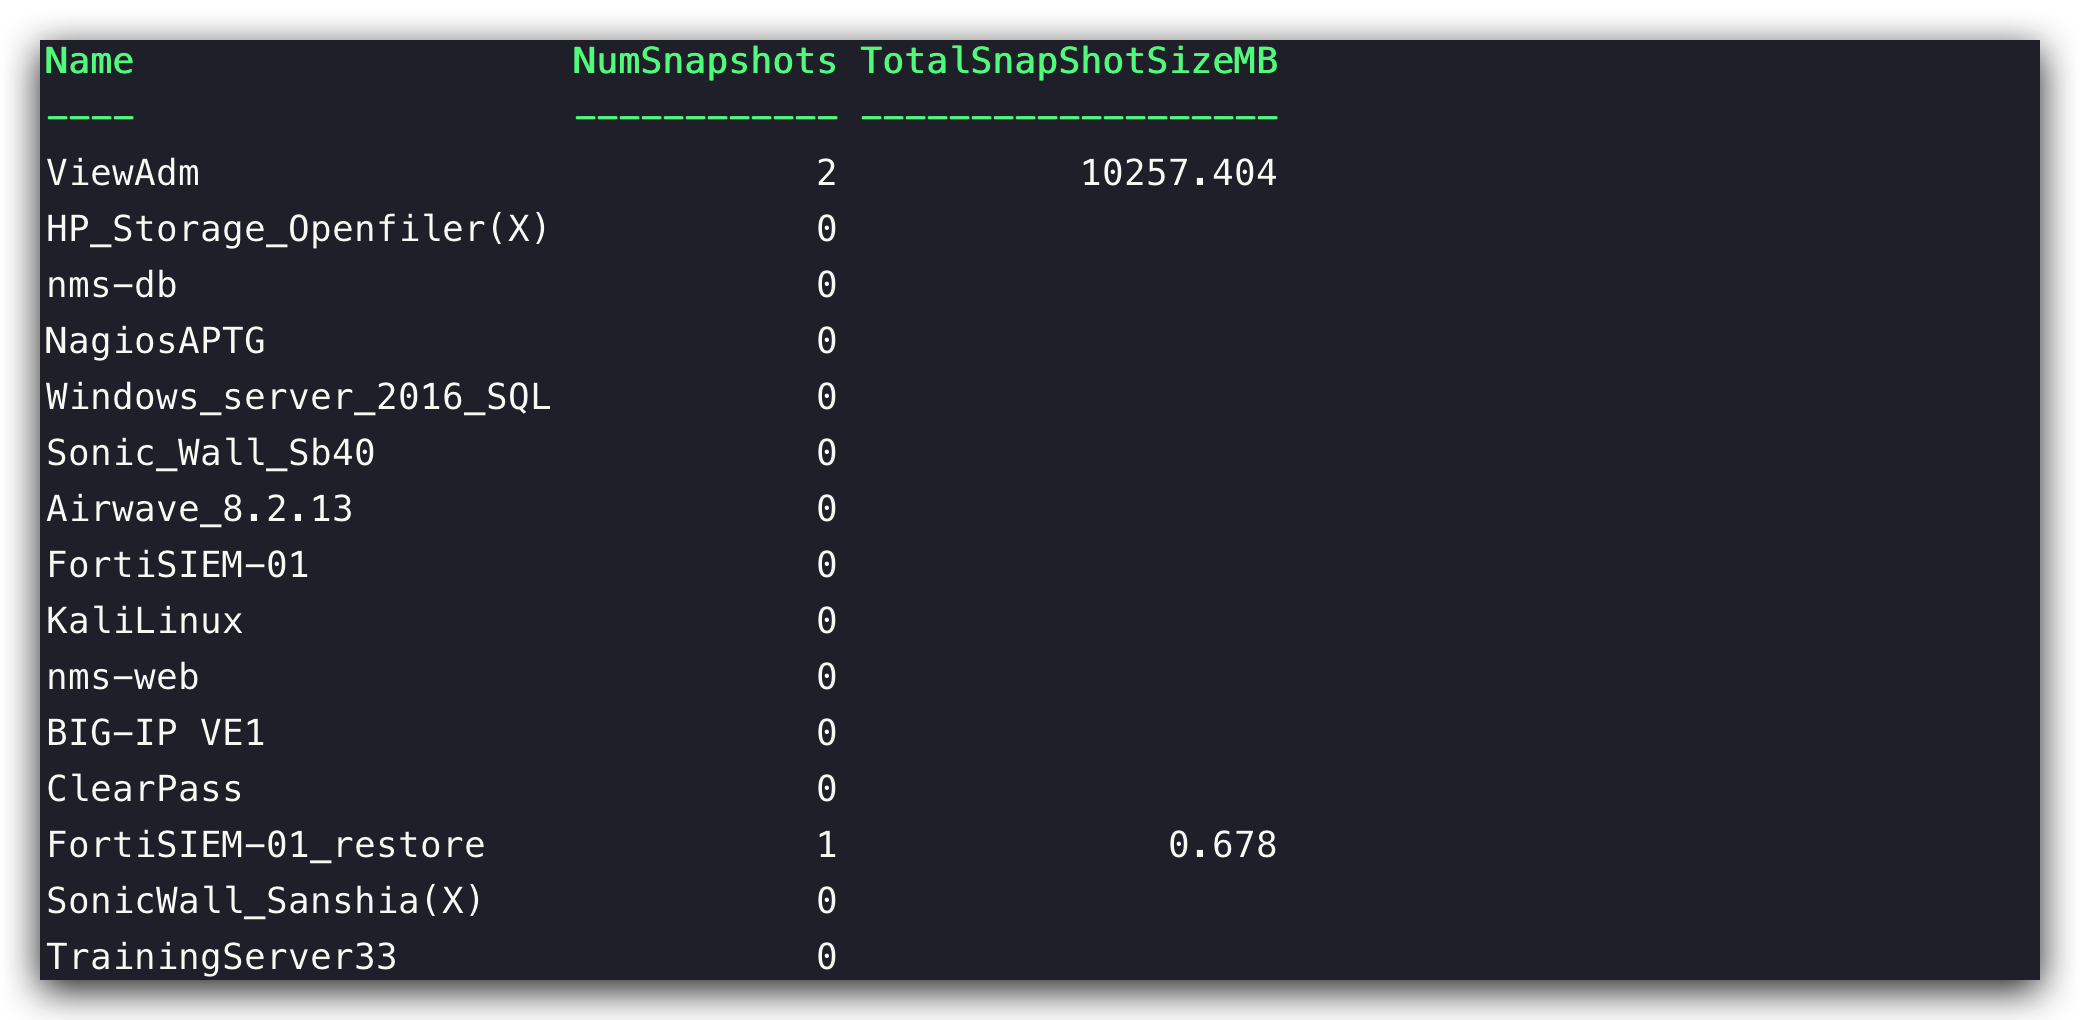 Name NumSnapshots TotalSnapShotSizeMB
---- ------------ -------------------
ViewAdm 2 10257.404
HP_Storage_Openfiler(X) 0
nms-db 0
NagiosAPTG 0
Windows_server_2016_SQL 0
Sonic_Wall_Sb40 0
Airwave_8.2.13 0
FortiSIEM-01 0
KaliLinux 0
nms-web 0
BIG-IP VE1 0
ClearPass 0
FortiSIEM-01_restore 1 0.678
SonicWall_Sanshia(X) 0
TrainingServer33 0